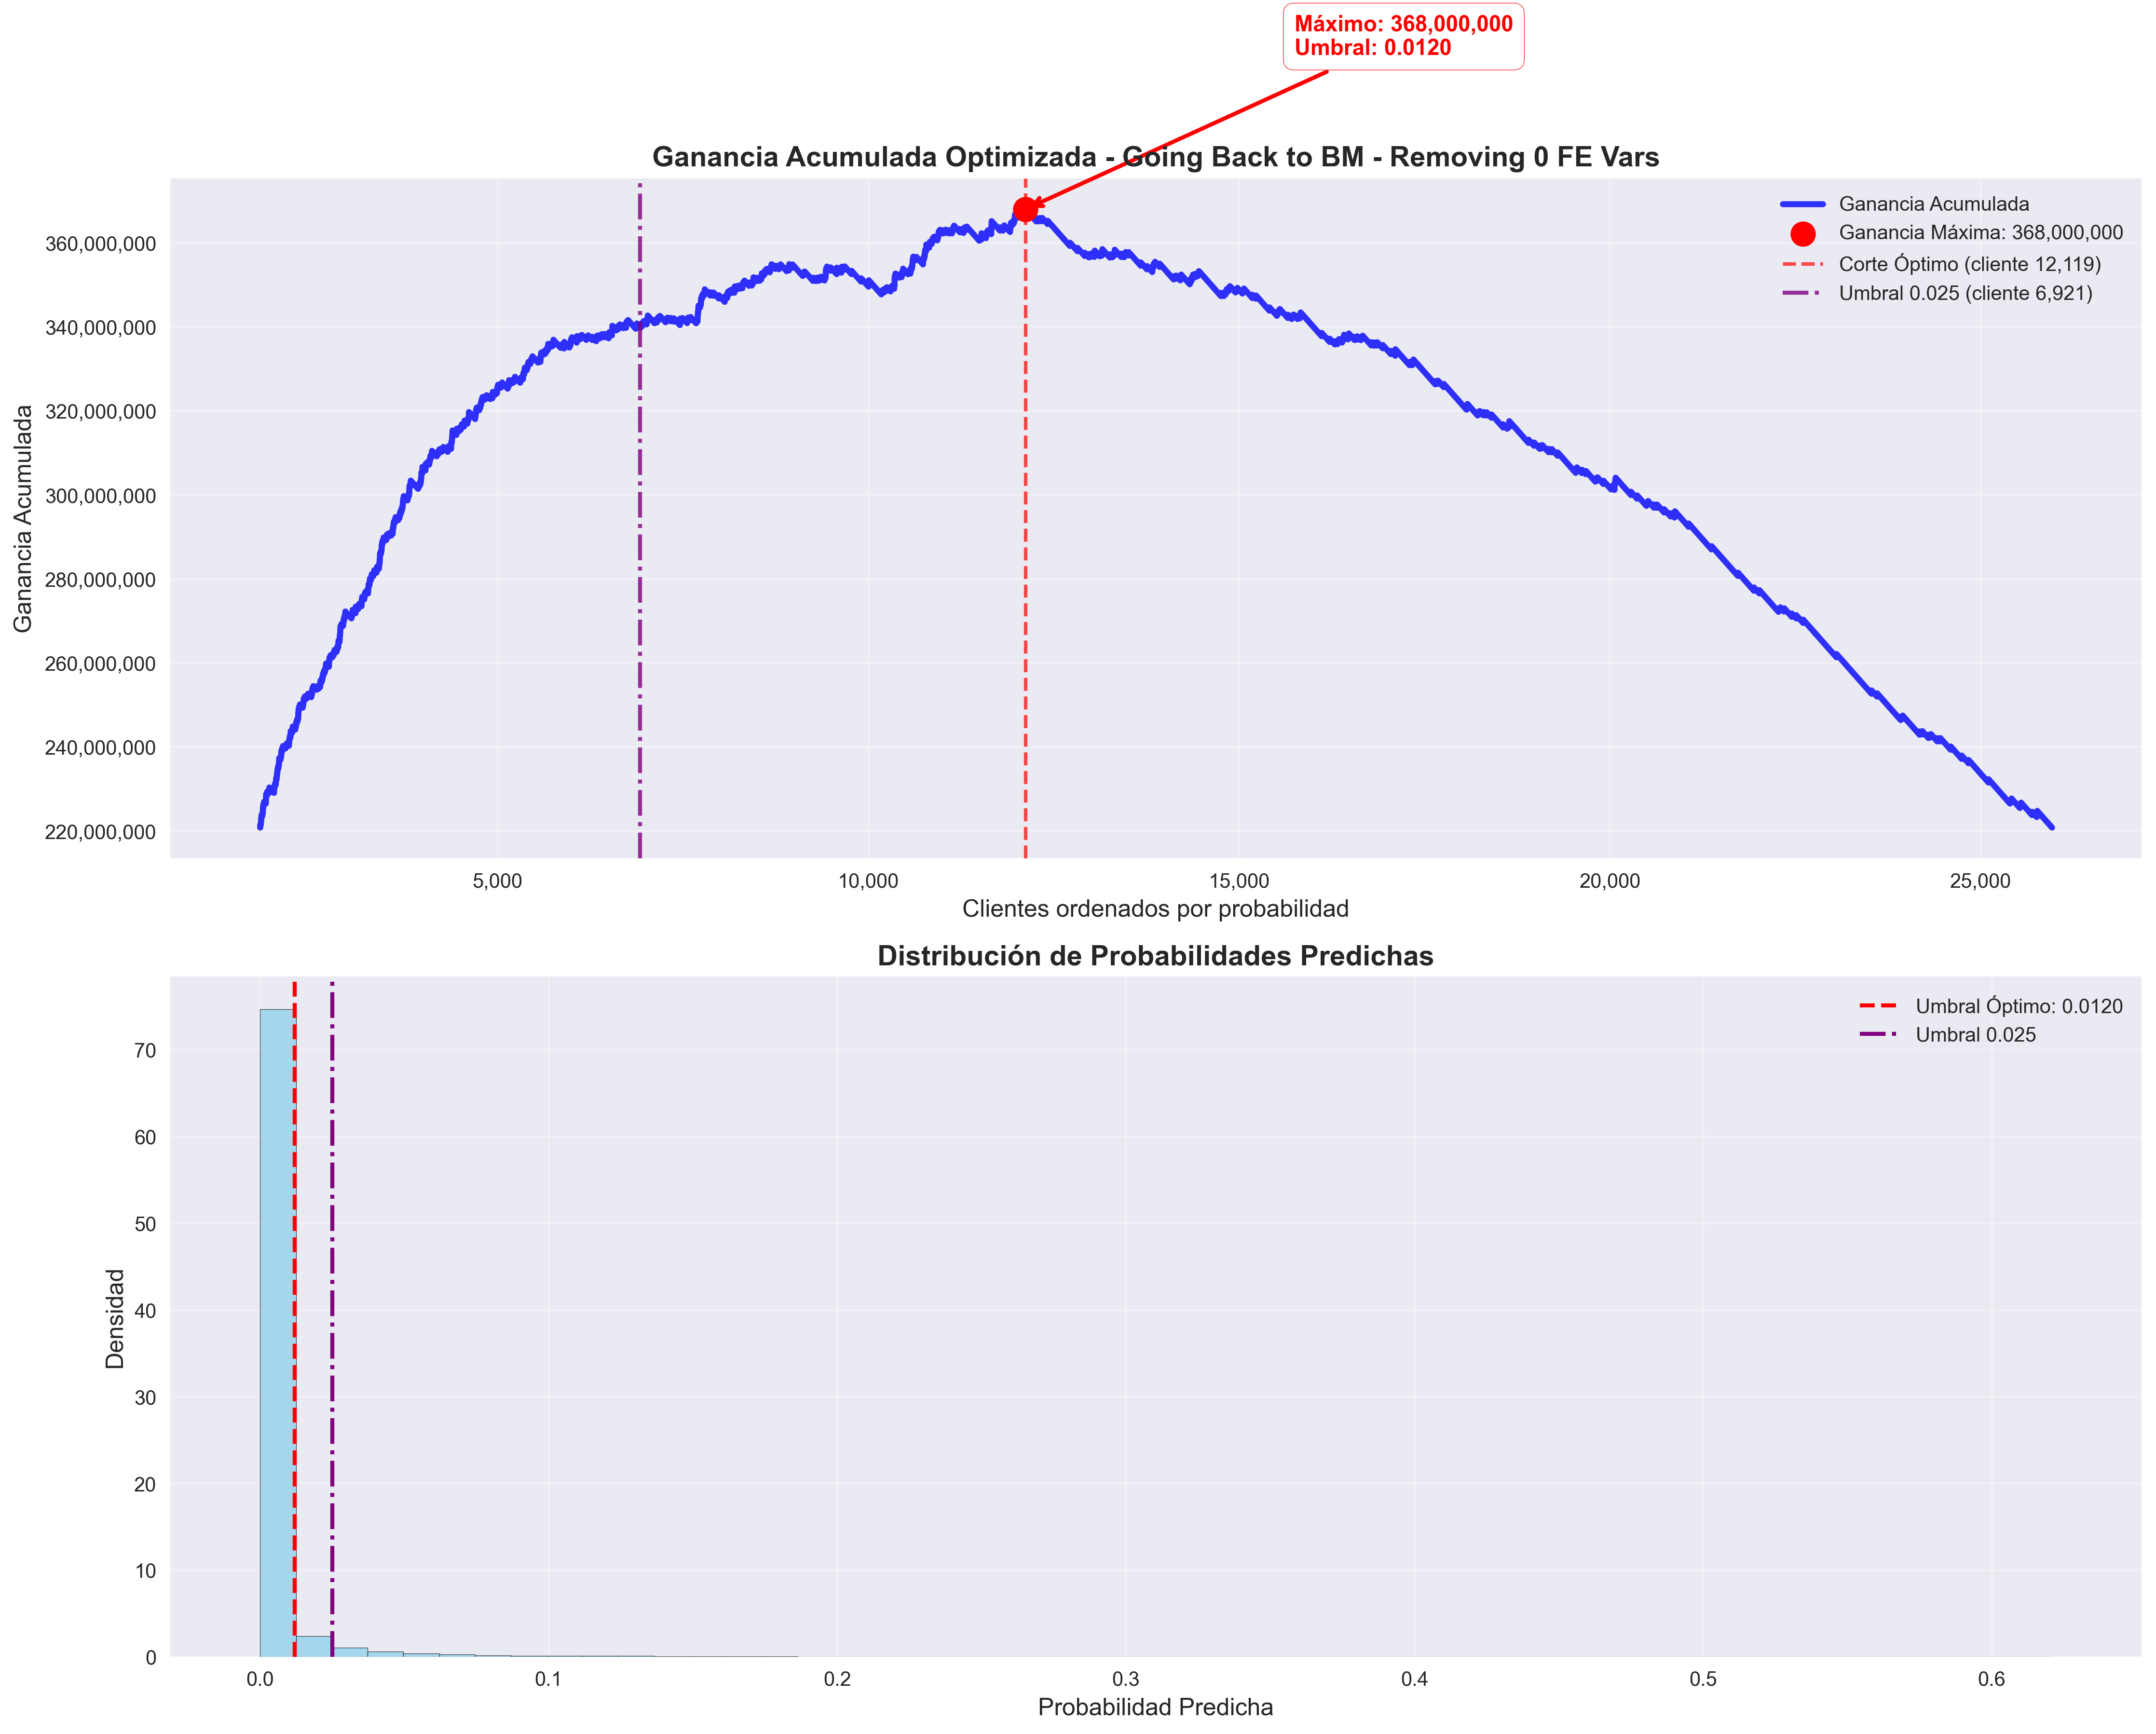 Máximo: 368,000,000
Umbral: 0.0120
Ganancia Acumulada Optimizada - Going Back to BM - Removing 0 FE Vars
Ganancia Acumulada
Ganancia Máxima: 368,000,000
Corte Óptimo (cliente 12,119)
Umbral 0.025 (cliente 6,921)
360,000,000
340,000,000
320,000,000
300,000,000
280,000,000
260,000,000
240,000,000
220,000,000
Ganancia Acumulada
5,000
10,000
15,000
20,000
25,000
Clientes ordenados por probabilidad
Distribución de Probabilidades Predichas
Umbral Óptimo: 0.0120
Umbral 0.025
70
60
50
40
30
20
10
0
Densidad
0.0
0.1
0.2
0.3
0.4
0.5
0.6
Probabilidad Predicha